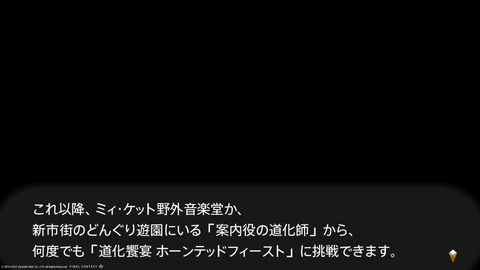 これ以降、ミィ・ケット野外音楽堂か、
新市街のどんぐり遊園にいる「案内役の道化師」から、
何度でも「道化饗宴 ホーンテッドフィースト」に挑戦できます。
FINAL FANTASY XIV